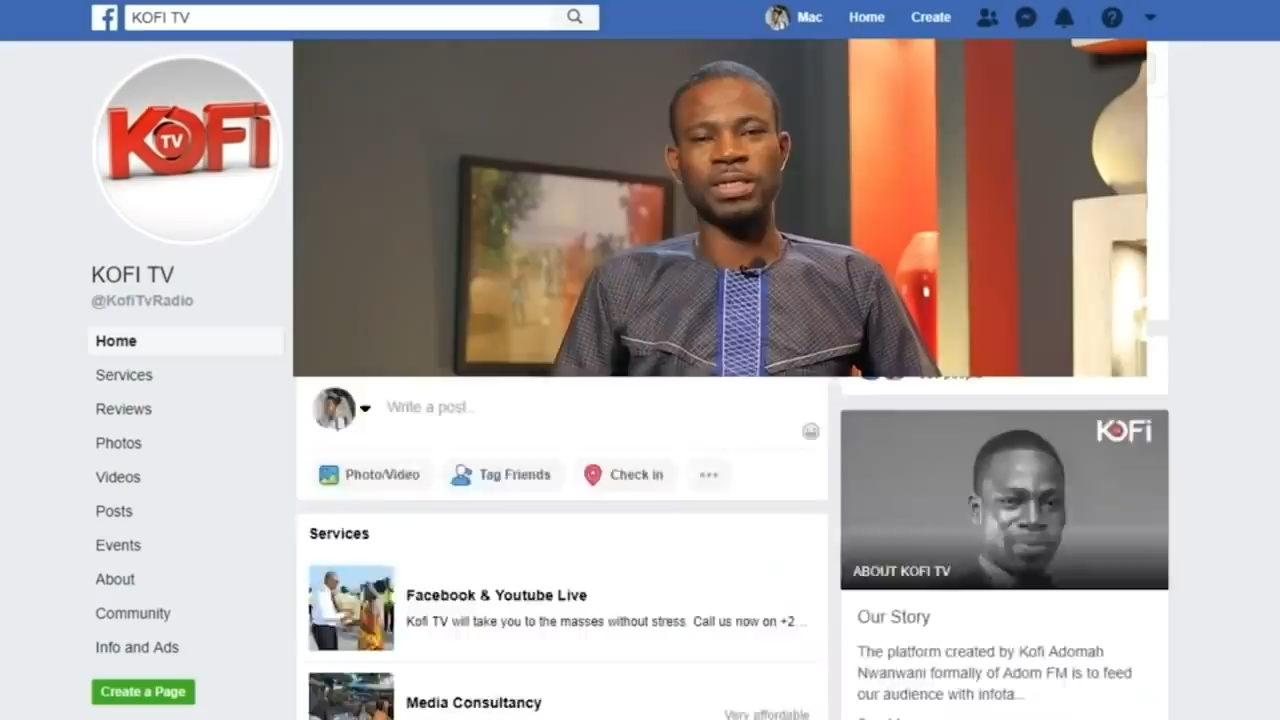 KOFI TV
Mac
Home
Create
KOFI
TV
KOFI TV
@KofiTvRadio
Home
Services
Reviews
Photos
Videos
Posts
Events
About
Community
Info and Ads
Create a Page
Write a post..
Photo/Video
Tag Friends
Check in
Services
Facebook & Youtube Live
Kofi TV will take you to the masses without stress. Call us now on +2...
Media Consultancy
Very affordable
KOFI
ABOUT KOFI TV
Our Story
The platform created by Kofi Adomah
Nwanwani formally of Adom FM is to feed
our audience with infota...